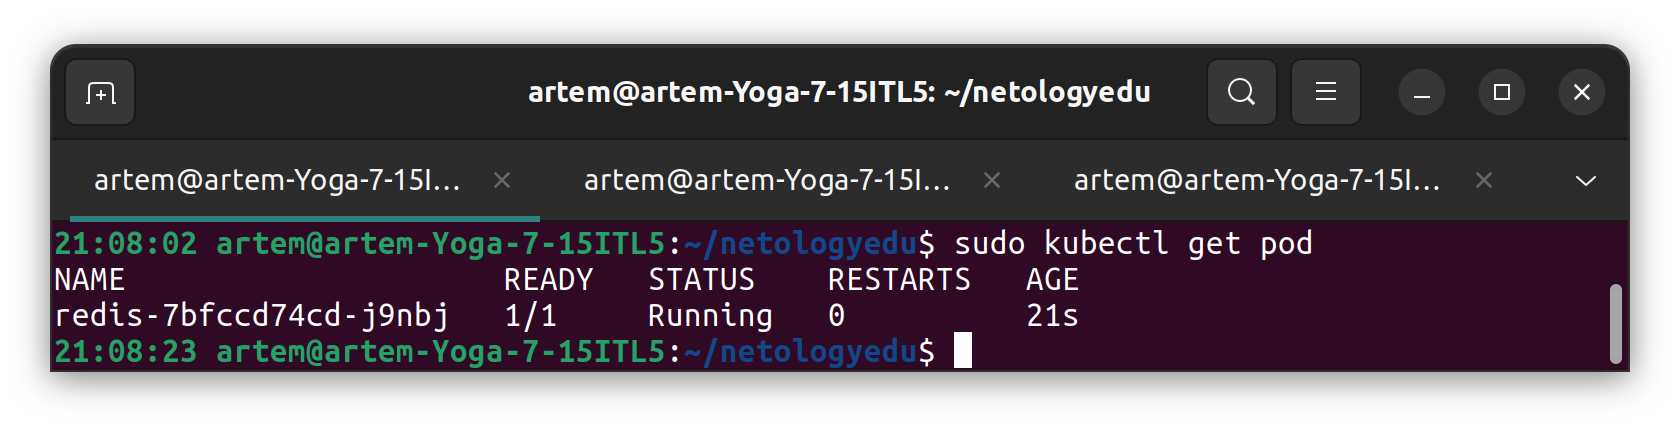 artem@artem-Yoga-7-15ITL5: ~/netologyedu
artem@artem-Yoga-7-15I... artem@artem-Yoga-7-15I... artem@artem-Yoga-7-15I...
21:08:02 artem@artem-Yoga-7-15ITL5:~/netologyedu$ sudo kubectl get pod
NAME                     READY   STATUS    RESTARTS   AGE
redis-7bfccd74cd-j9nbj   1/1     Running   0          21s
21:08:23 artem@artem-Yoga-7-15ITL5:~/netologyedu$